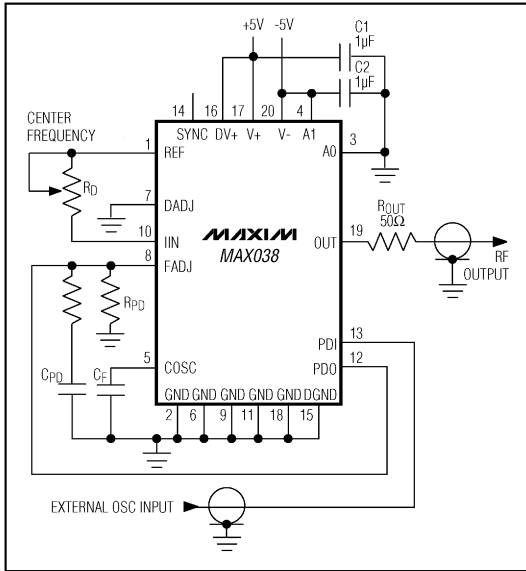 +5V -5V
C1
1µF
C2
1µF
14 16 17 20 4
SYNC DV+ V+ V- A1
CENTER
FREQUENCY
1 REF
A0 3
RD
7 DADJ
ROUT
50Ω
10 IIN
MAXIM
MAX038
OUT 19
RF
OUTPUT
8 FADJ
RPD
PDI 13
PDO 12
5 COSC
CPD CF
GND GND GND GND GND DGND
2 6 9 11 18 15
EXTERNAL OSC INPUT